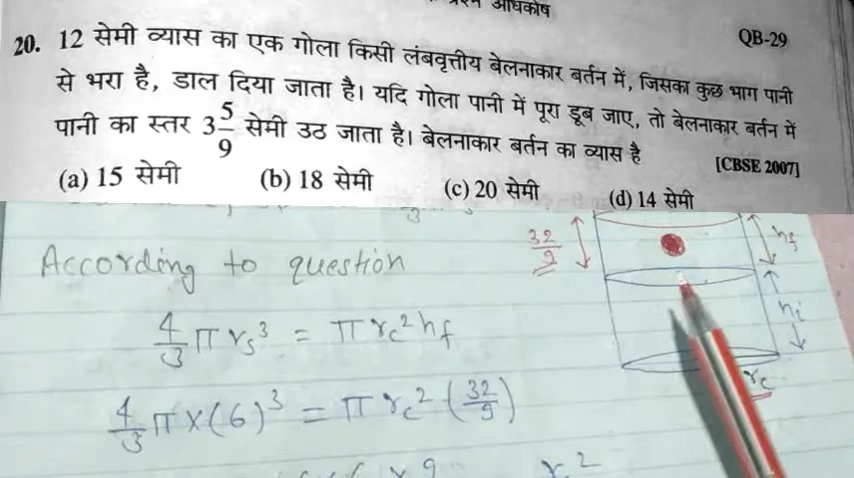 प्रश्न अधिकोष
QB-29
20. 12 सेमी व्यास का एक गोला किसी लंबवृत्तीय बेलनाकार बर्तन में, जिसका कुछ भाग पानी
से भरा है, डाल दिया जाता है। यदि गोला पानी में पूरा डूब जाए, तो बेलनाकार बर्तन में
पानी का स्तर 3 5/9 सेमी उठ जाता है। बेलनाकार बर्तन का व्यास है
[CBSE 2007]
(a) 15 सेमी (b) 18 सेमी (c) 20 सेमी (d) 14 सेमी
According to question
32/9
hf
hi
rc
4/3 π rs³ = π rc² hf
4/3 π × (6)³ = π rc² (32/9)